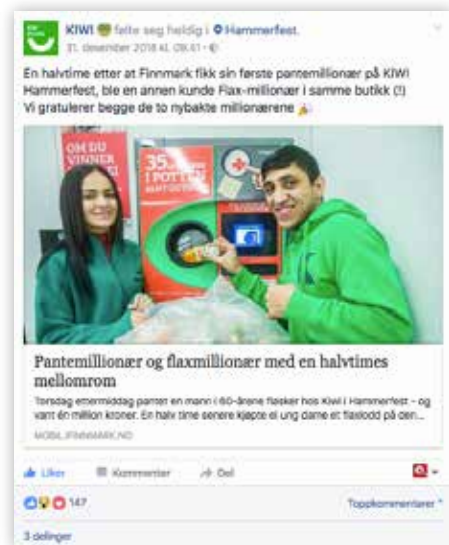 KIWI følte seg heldig i Hammerfest.
31. desember 2018 kl. 09.41
En halvtime etter at Finnmark fikk sin første pantemillionær på KIWI
Hammerfest, ble en annen kunde Flax-millionær i samme butikk (!)
Vi gratulerer begge de to nybakte millionærene
OM DU
VINNER
35
I POTTEN
Pantemillionær og flaxmillionær med en halvtimes
mellomrom
Torsdag ettermiddag pantet en mann i 60-årene flasker hos Kiwi i Hammerfest - og
vant én million kroner. En halv time senere kjøpte ei ung dame et flaxlodd på den...
MOBIL.IFINNMARK.NO
Liker Kommenter Del
147 Toppkommentarer
3 delinger